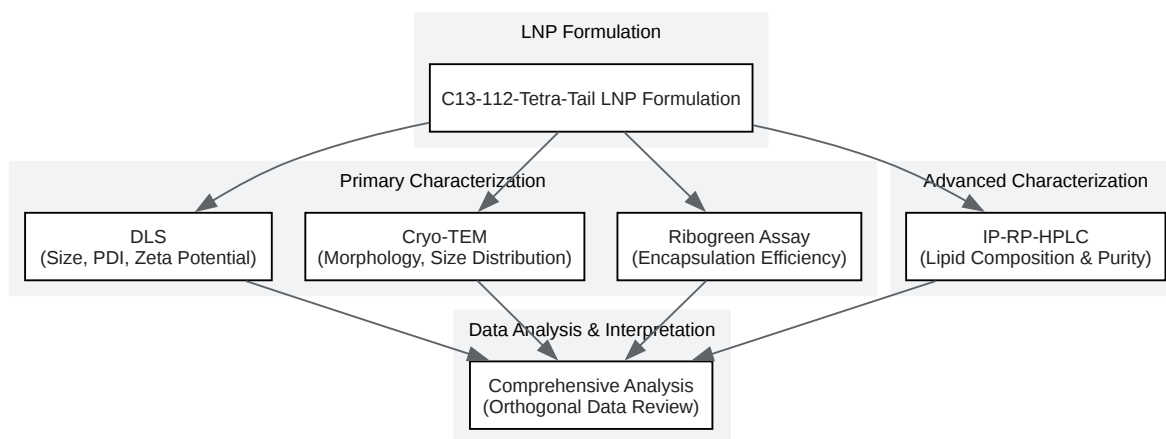 LNP Formulation
C13-112-Tetra-Tail LNP Formulation
Primary Characterization
Advanced Characterization
DLS
(Size, PDI, Zeta Potential)
Cryo-TEM
(Morphology, Size Distribution)
Ribogreen Assay
(Encapsulation Efficiency)
IP-RP-HPLC
(Lipid Composition & Purity)
Data Analysis & Interpretation
Comprehensive Analysis
(Orthogonal Data Review)